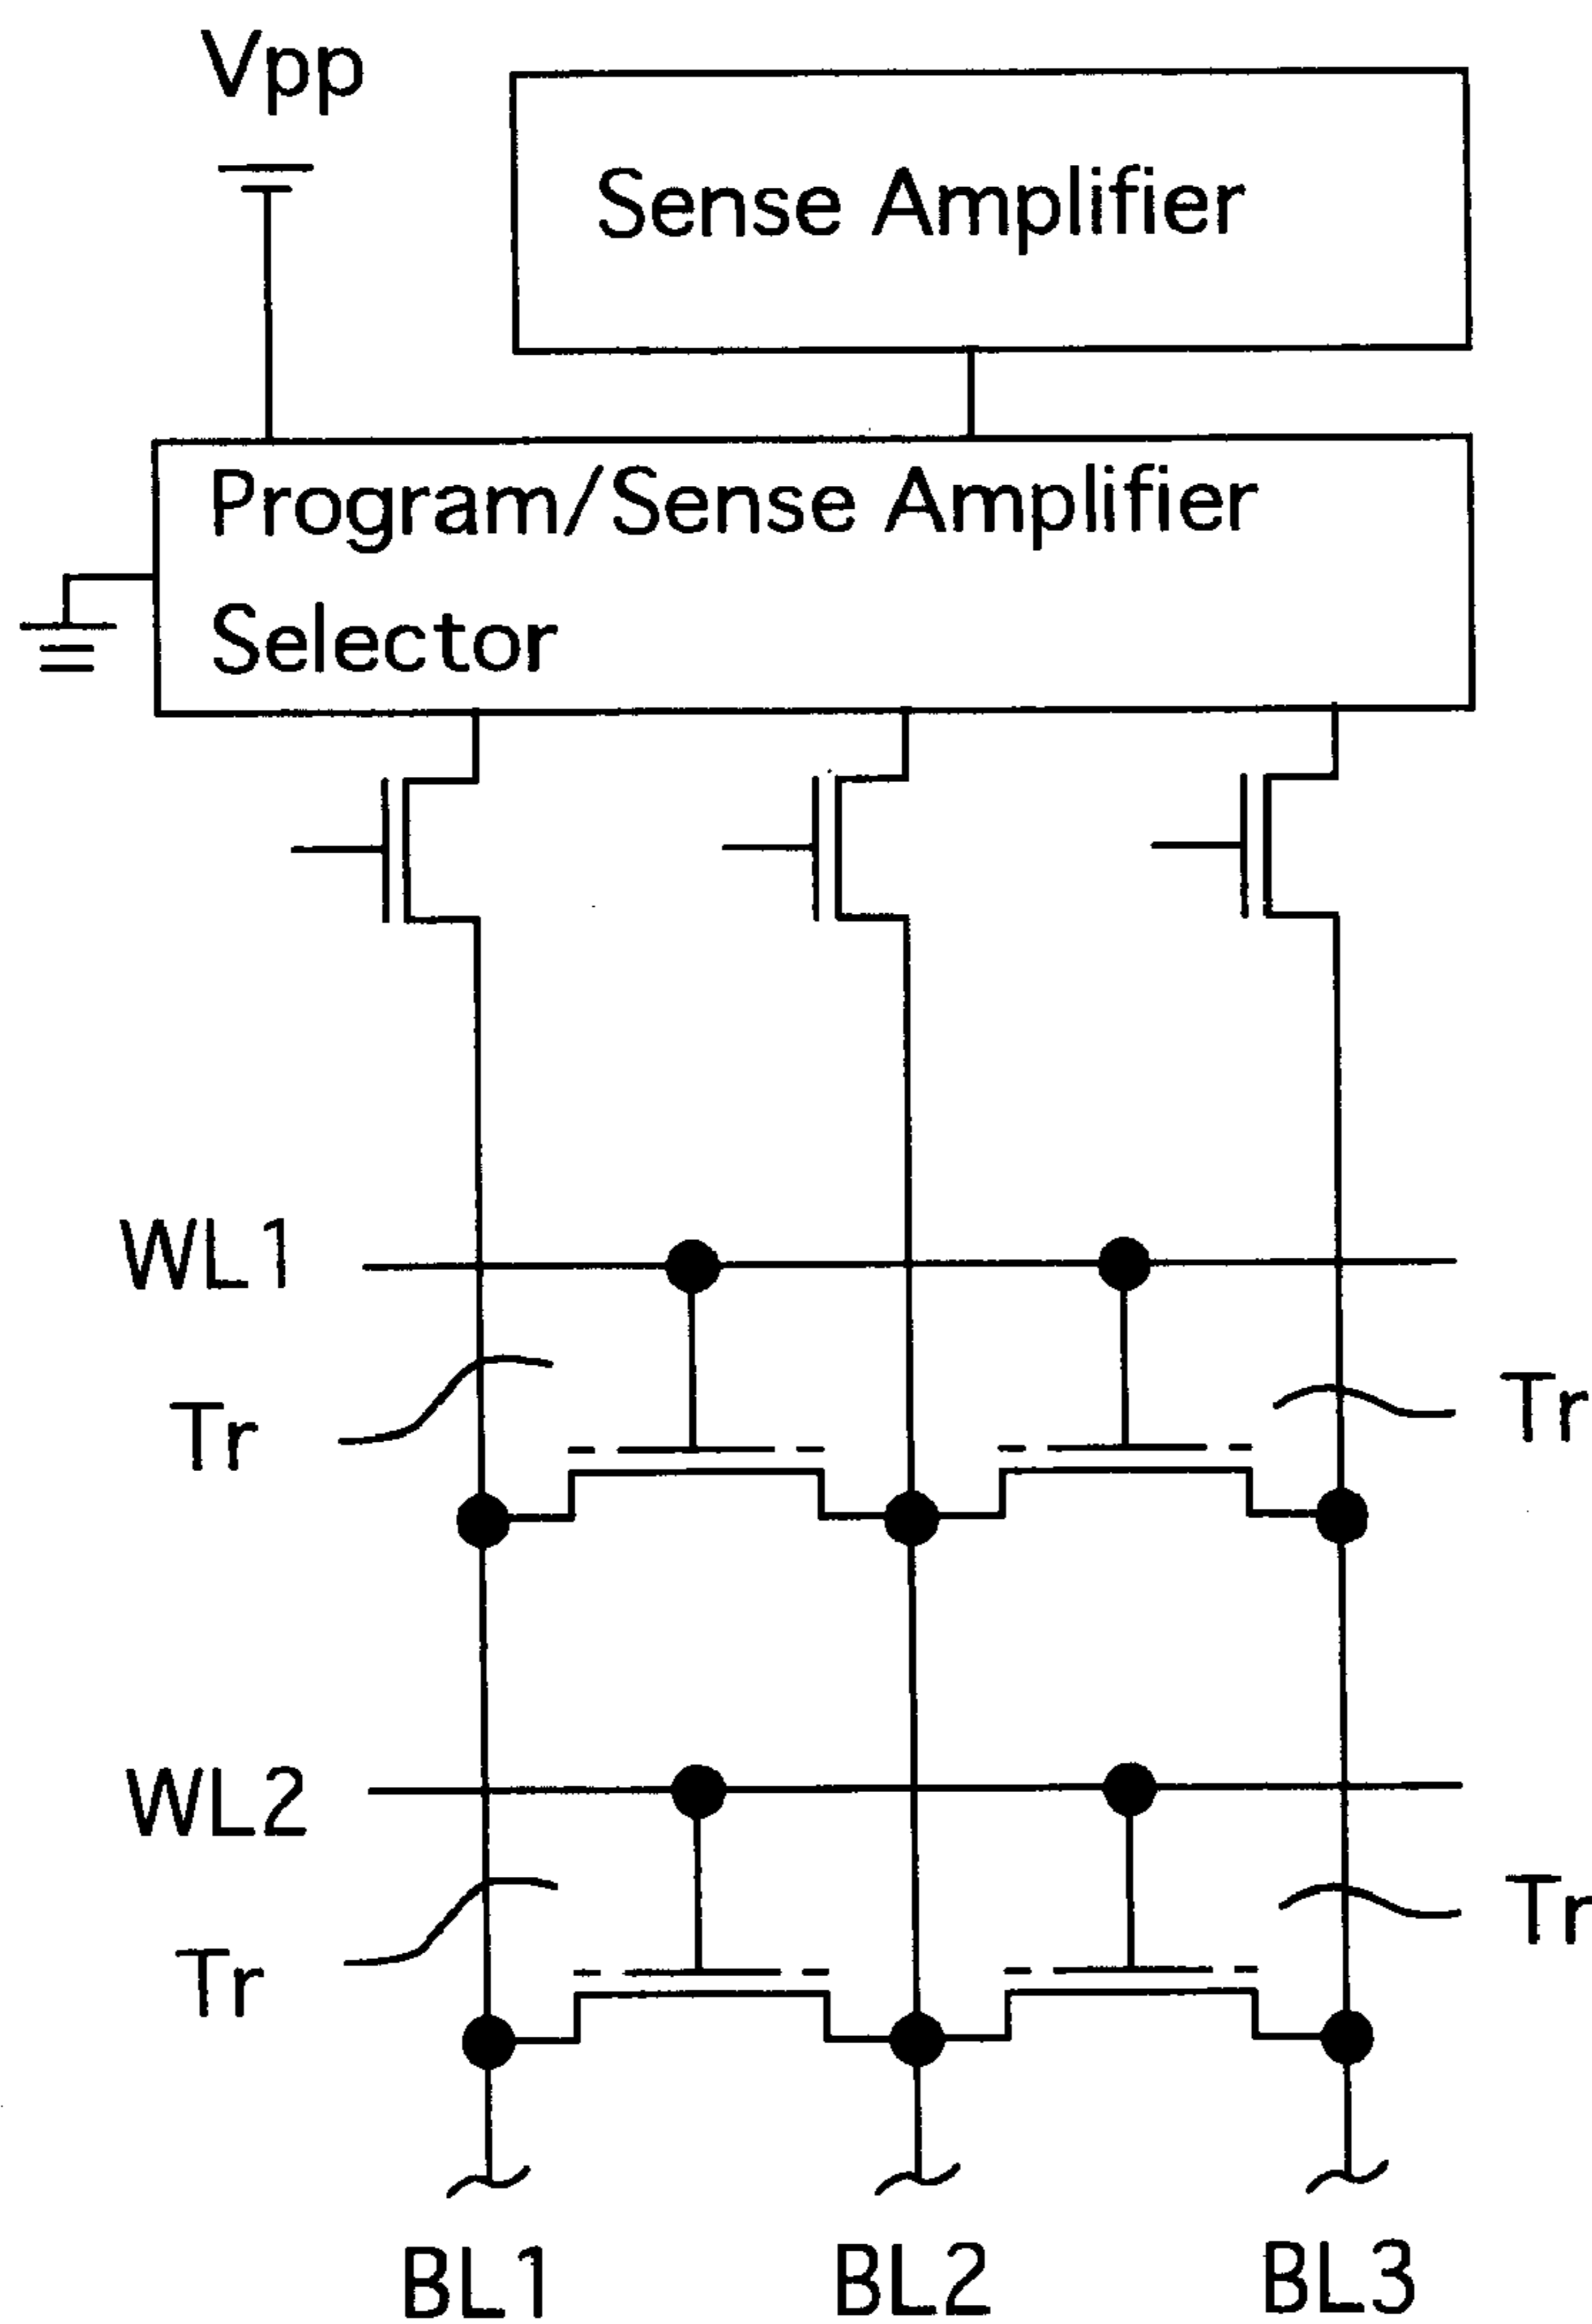 Vpp
Sense Amplifier
Program/Sense Amplifier
Selector
WL1
Tr
Tr
WL2
Tr
Tr
BL1
BL2
BL3